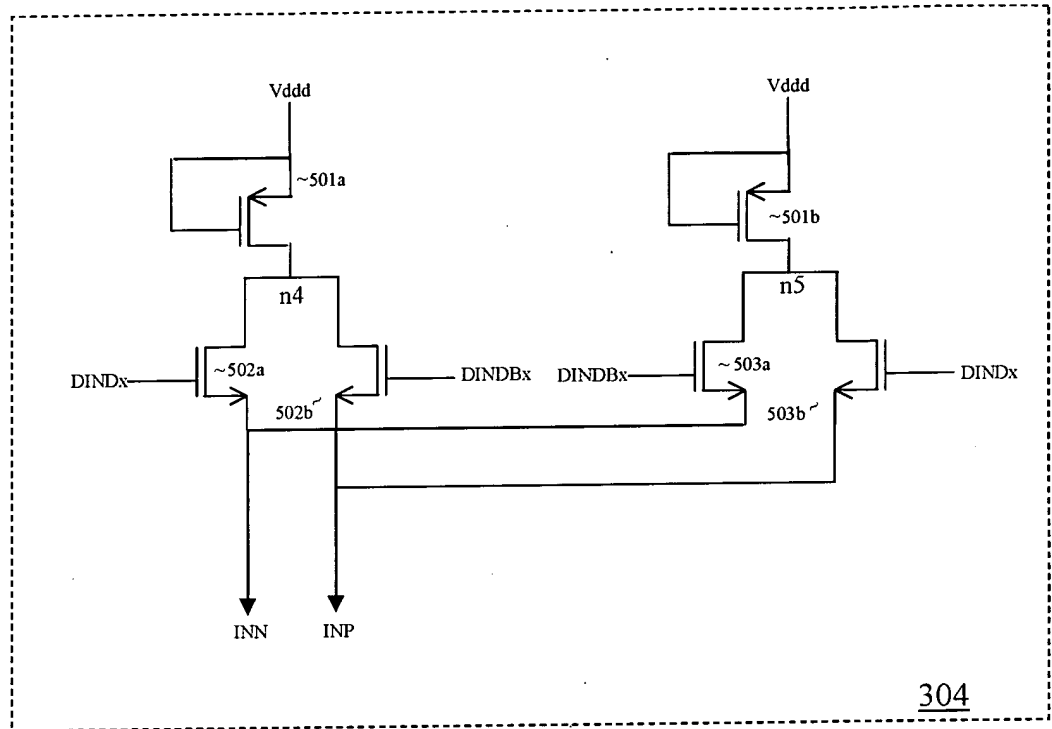 Vddd
Vddd
~501a
~501b
n4
n5
DINDx
~502a
DINDBx
DINDBx
~503a
DINDx
502b~
503b~
INN
INP
304